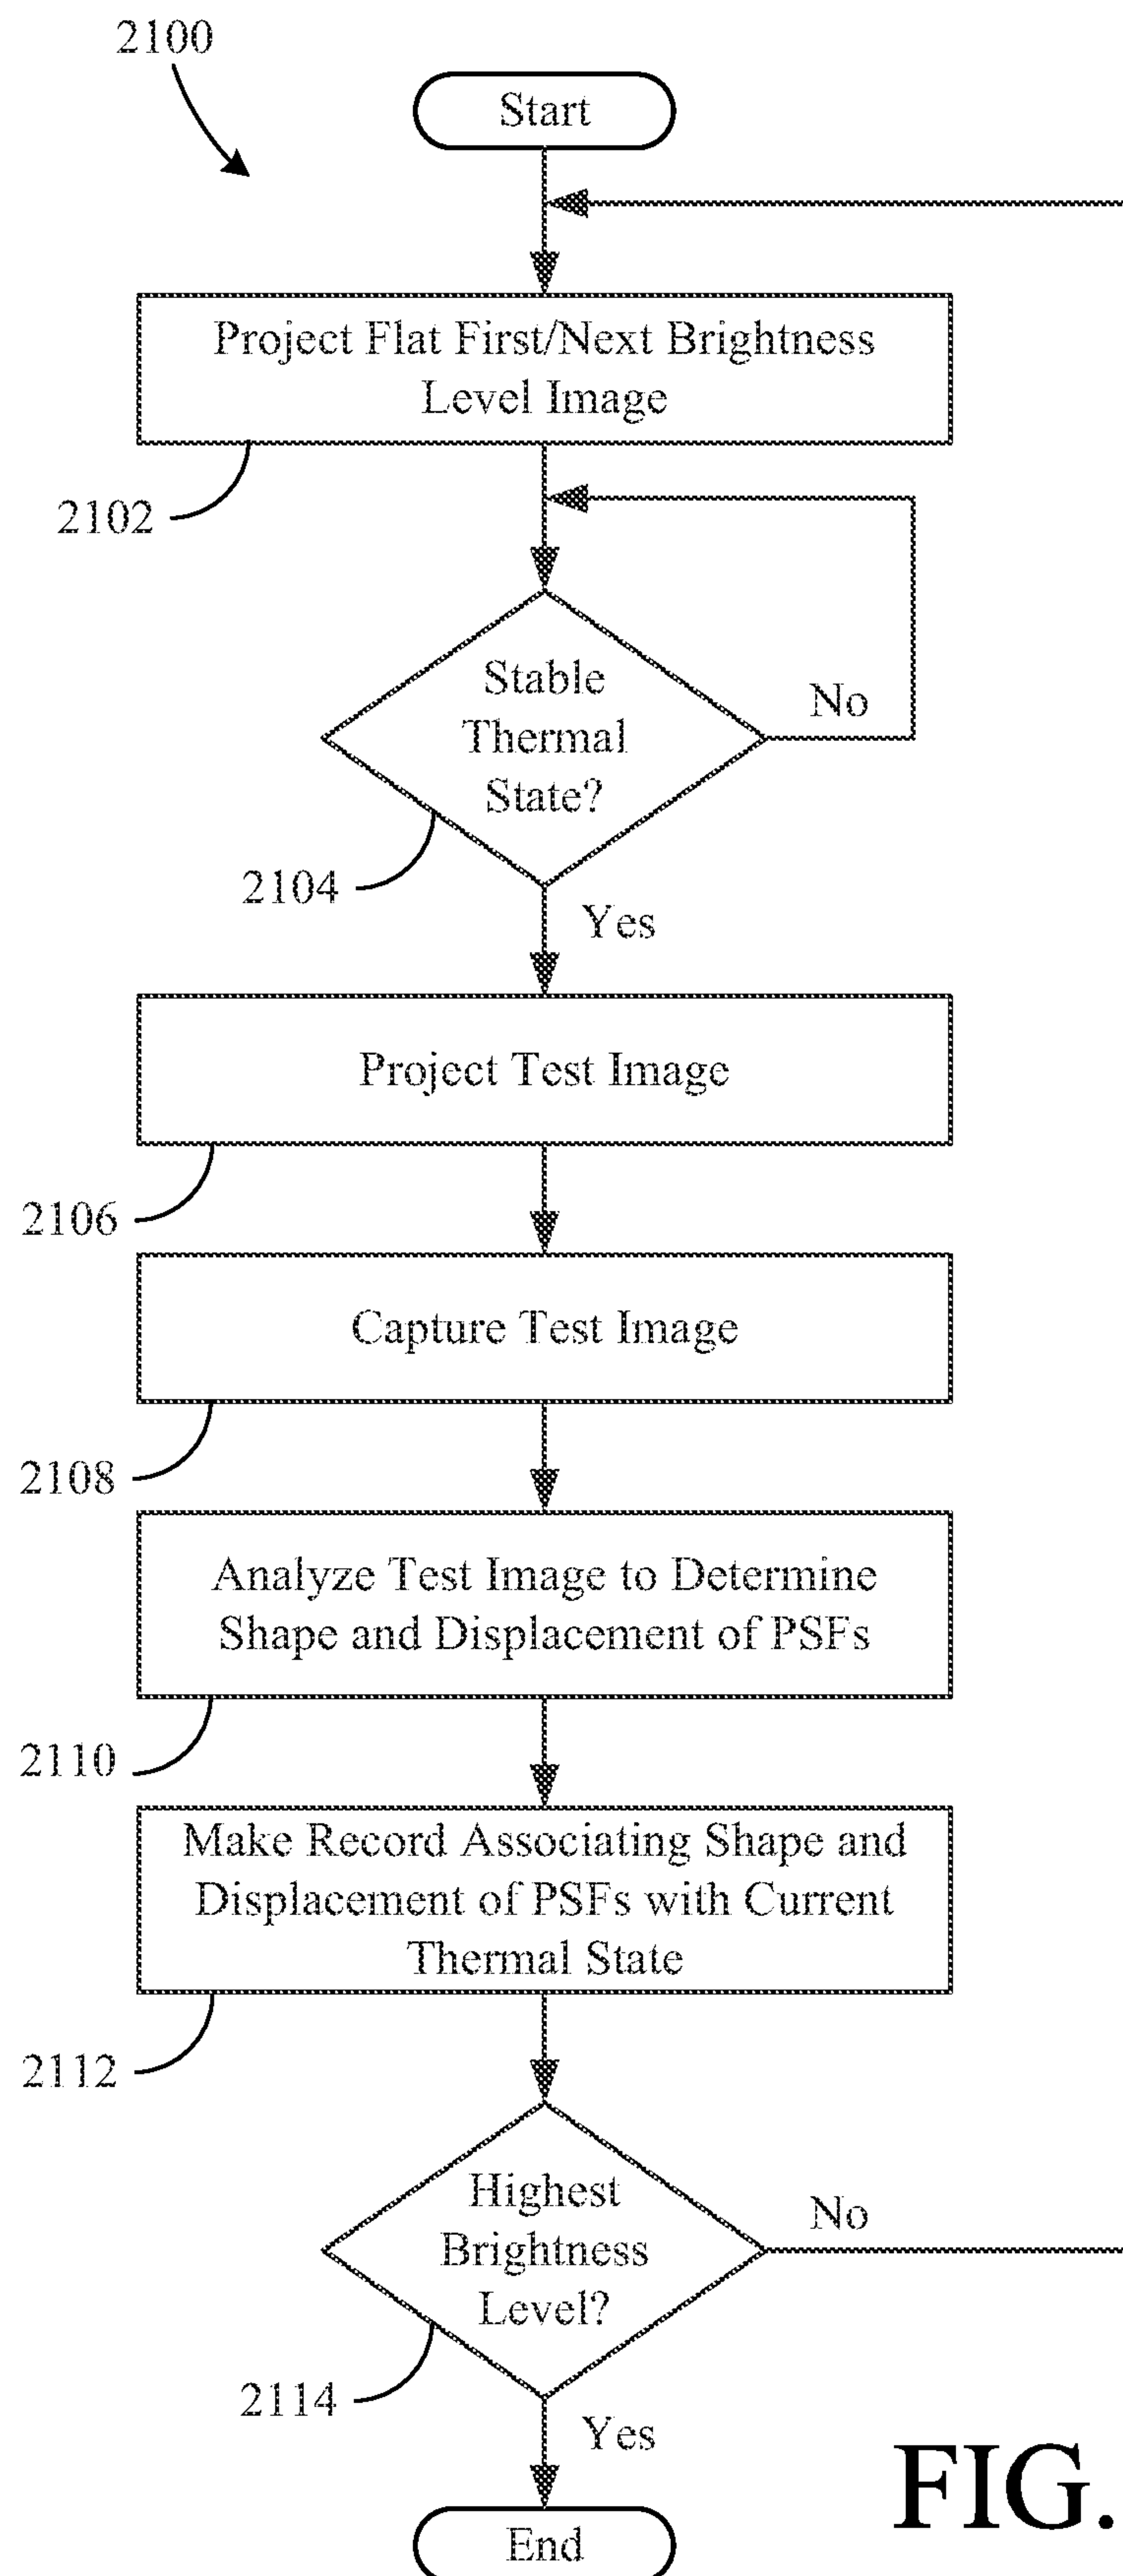 2100
Start
Project Flat First/Next Brightness
Level Image
2102
Stable
Thermal
State?
No
2104
Yes
Project Test Image
2106
Capture Test Image
2108
Analyze Test Image to Determine
Shape and Displacement of PSFs
2110
Make Record Associating Shape and
Displacement of PSFs with Current
Thermal State
2112
Highest
Brightness
Level?
No
2114
Yes
End
FIG.